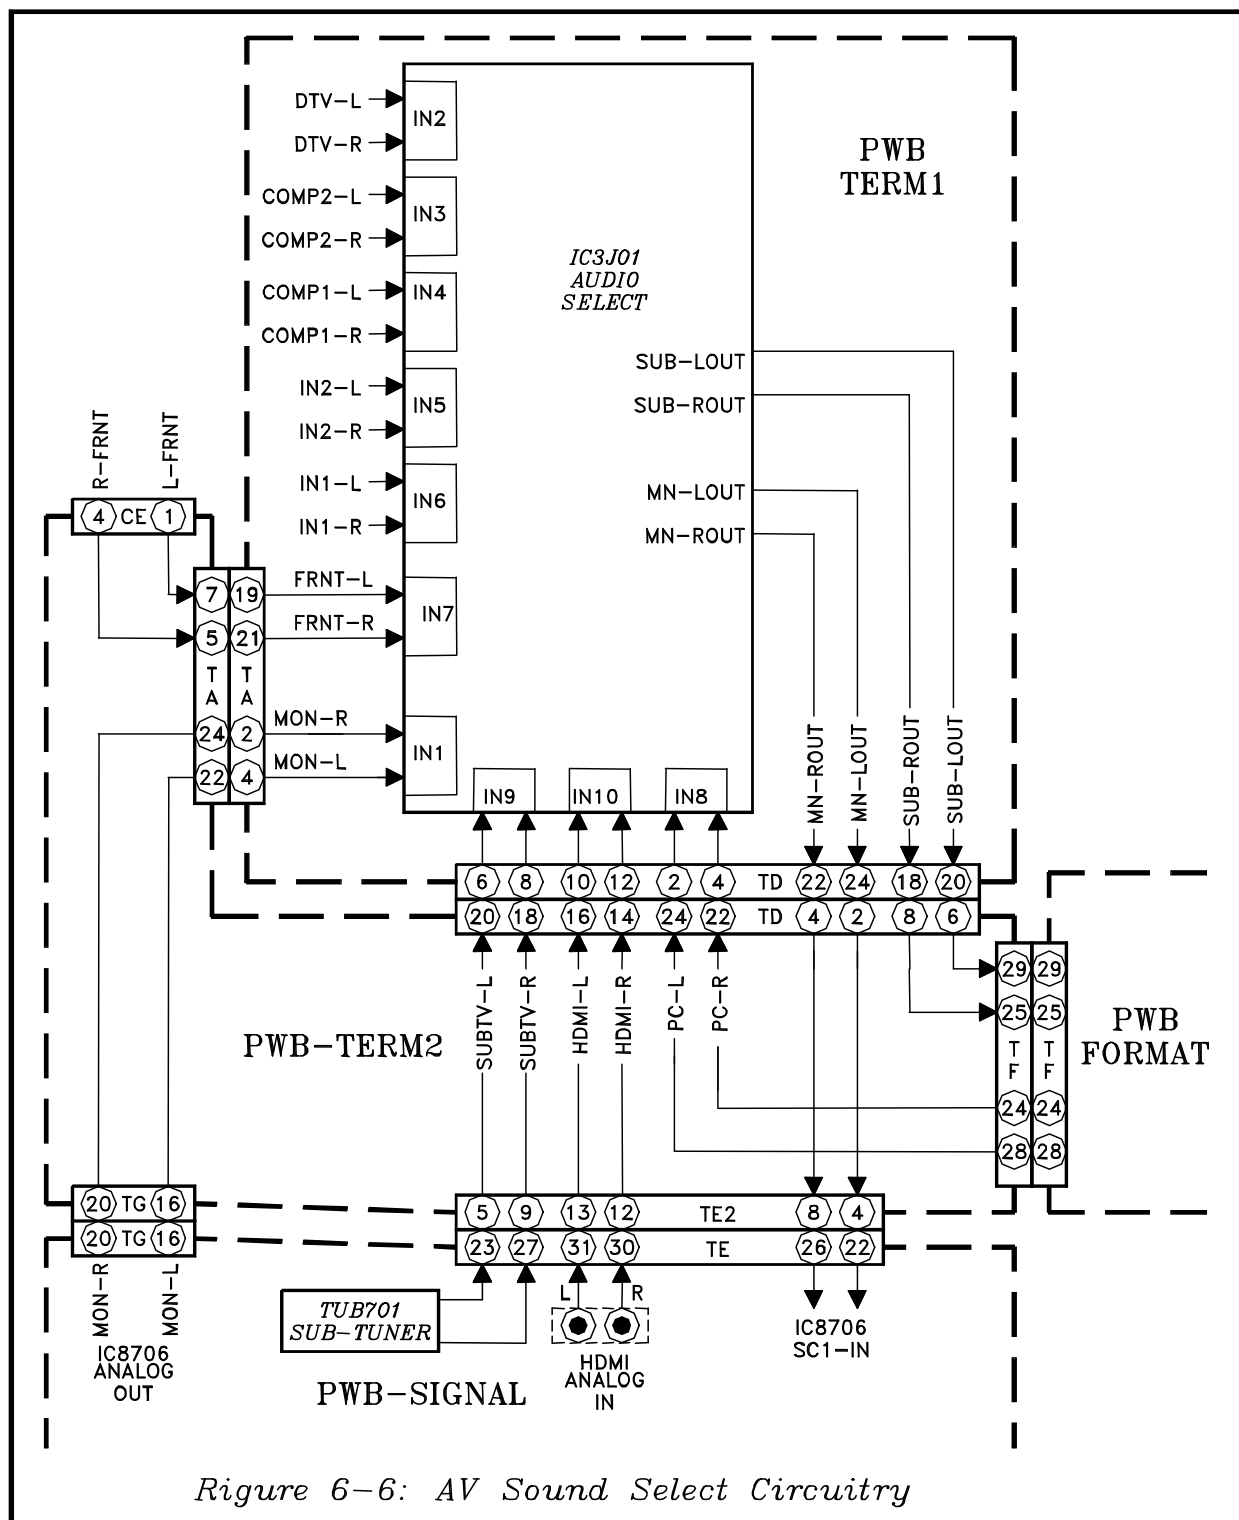 DTV-L
DTV-R
IN2
COMP2-L
COMP2-R
IN3
COMP1-L
COMP1-R
IN4
IN2-L
IN2-R
IN5
IN1-L
IN1-R
IN6
FRNT-L
FRNT-R
IN7
MON-R
MON-L
IN1
IN9
IN10
IN8
IC3J01
AUDIO
SELECT
PWB
TERM1
SUB-LOUT
SUB-ROUT
MN-LOUT
MN-ROUT
R-FRNT
L-FRNT
4 CE 1
7 19
5 21
TA TA
24 2
22 4
MN-ROUT
MN-LOUT
SUB-ROUT
SUB-LOUT
6 8 10 12 2 4 TD 22 24 18 20
20 18 16 14 24 22 TD 4 2 8 6
SUBTV-L
SUBTV-R
HDMI-L
HDMI-R
PC-L
PC-R
29 29
25 25
TF TF
24 24
28 28
PWB
FORMAT
PWB-TERM2
20 TG 16
20 TG 16
MON-R
MON-L
IC8706
ANALOG
OUT
5 9 13 12 TE2 8 4
23 27 31 30 TE 26 22
TUB701
SUB-TUNER
L
R
HDMI
ANALOG
IN
IC8706
SC1-IN
PWB-SIGNAL
Rigure 6-6: AV Sound Select Circuitry